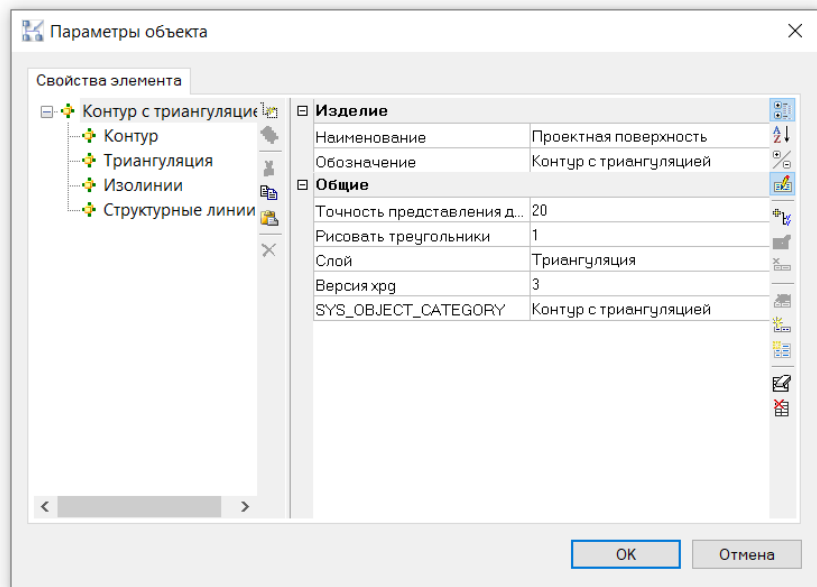 Параметры объекта
Свойства элемента
Контур с триангуляцие
Контур
Триангуляция
Изолинии
Структурные линии
Изделие
Наименование Проектная поверхность
Обозначение Контур с триангуляцией
Общие
Точность представления д... 20
Рисовать треугольники 1
Слой Триангуляция
Версия xpg 3
SYS_OBJECT_CATEGORY Контур с триангуляцией
OK Отмена